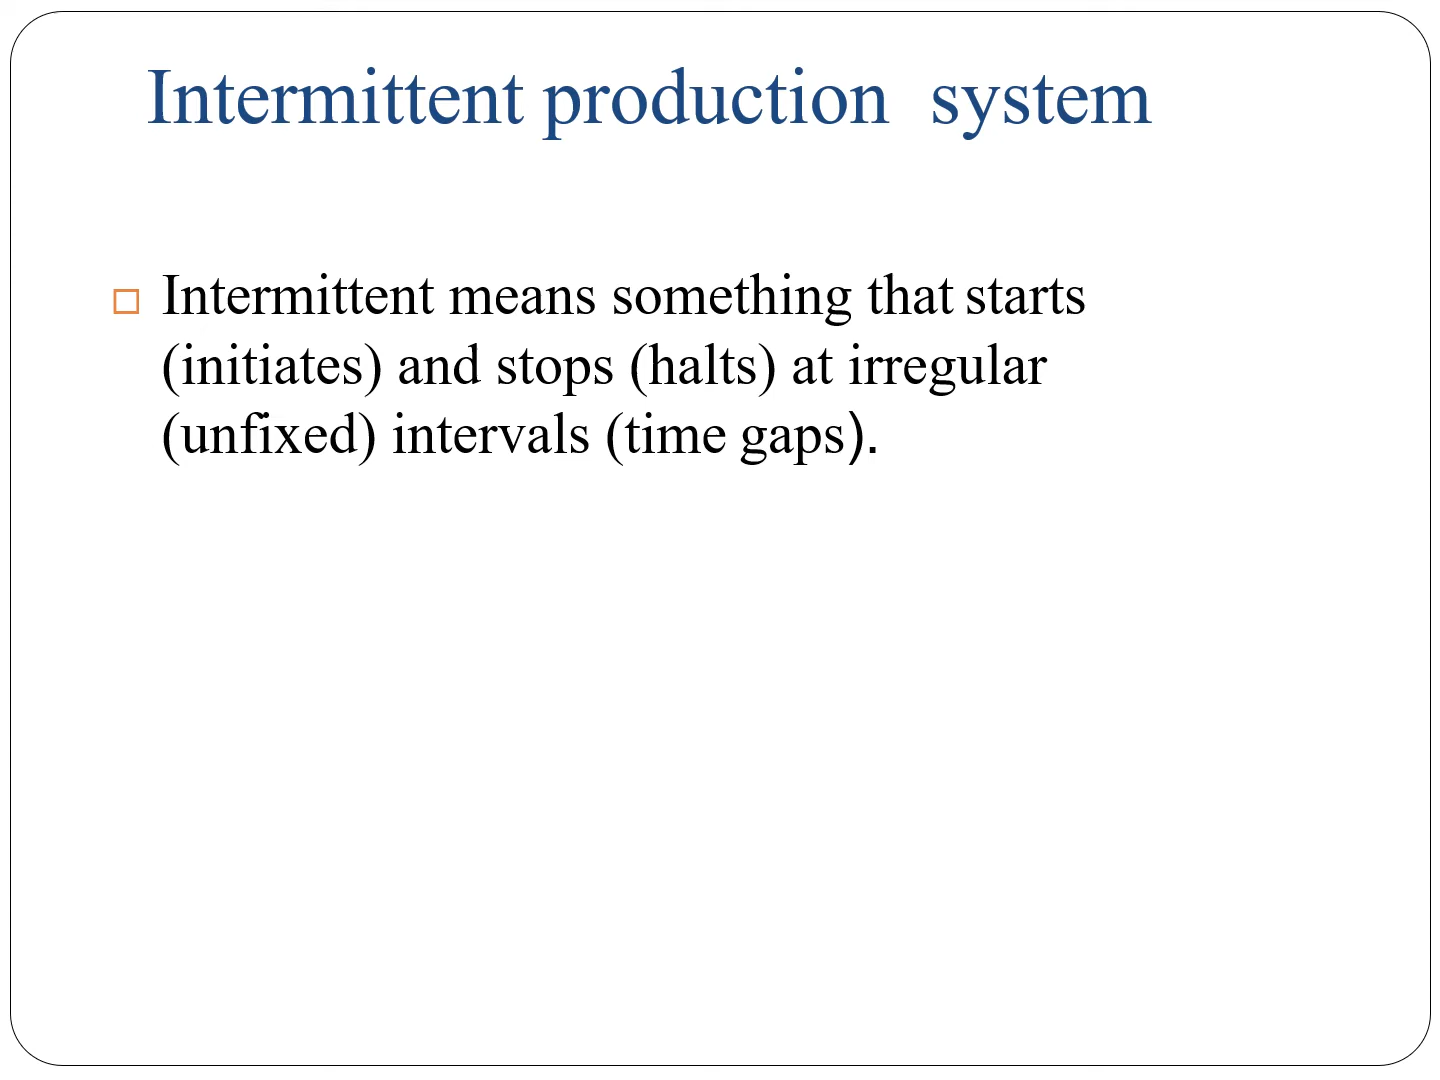 Intermittent production  system
Intermittent means something that starts
(initiates) and stops (halts) at irregular
(unfixed) intervals (time gaps).